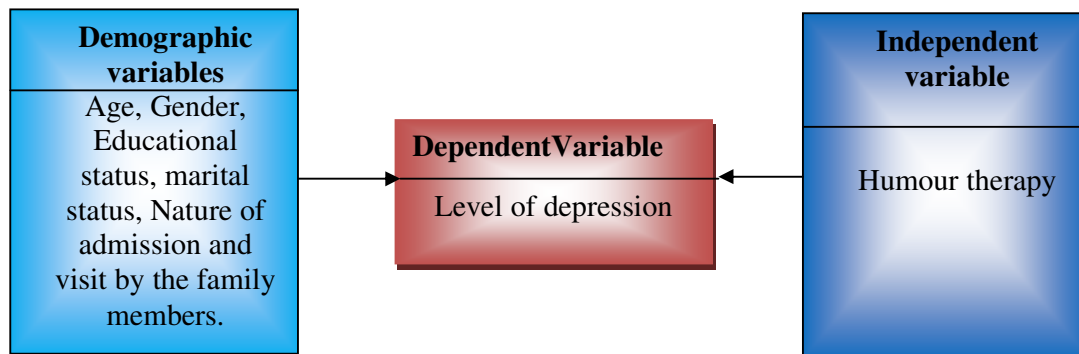 Demographic
variables
Age, Gender,
Educational
status, marital
status, Nature of
admission and
visit by the family
members.
DependentVariable
Level of depression
Independent
variable
Humour therapy